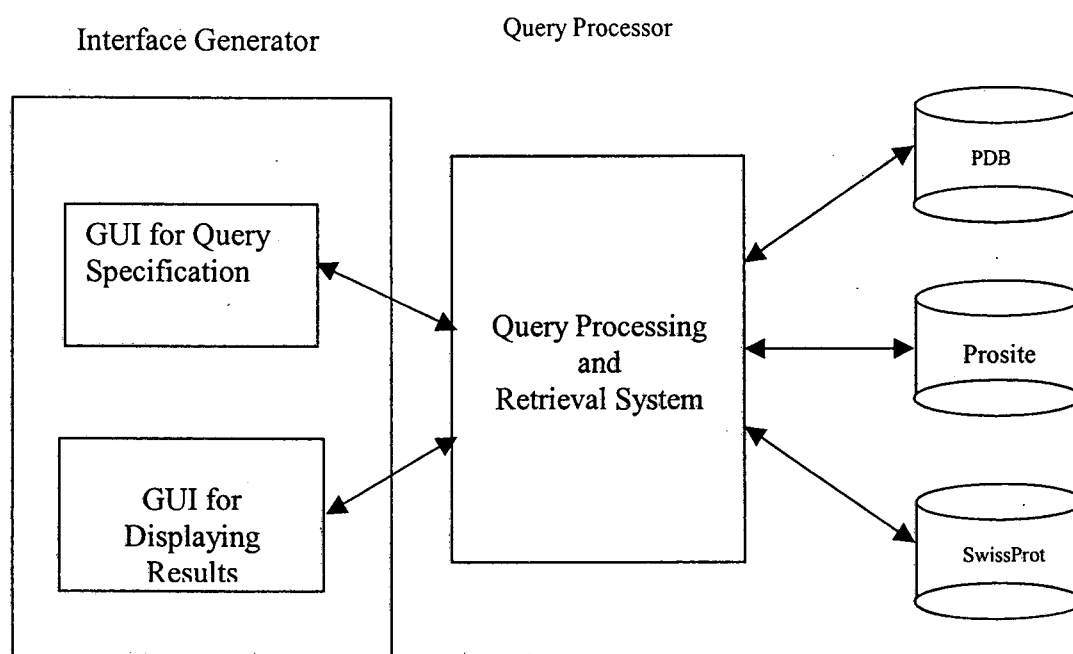 Interface Generator
Query Processor
GUI for Query
Specification
GUI for
Displaying
Results
Query Processing
and
Retrieval System
PDB
Prosite
SwissProt